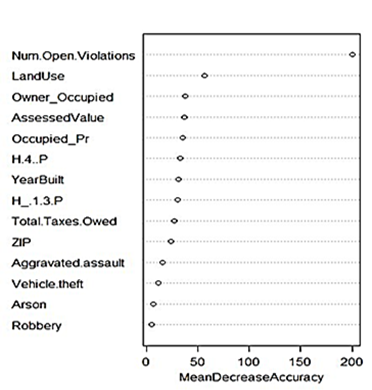 Num.Open.Violations
LandUse
Owner_Occupied
AssessedValue
Occupied_Pr
H.4..P
YearBuilt
H_.1.3.P
Total.Taxes.Owed
ZIP
Aggravated.assault
Vehicle.theft
Arson
Robbery
0 50 100 150 200
MeanDecreaseAccuracy